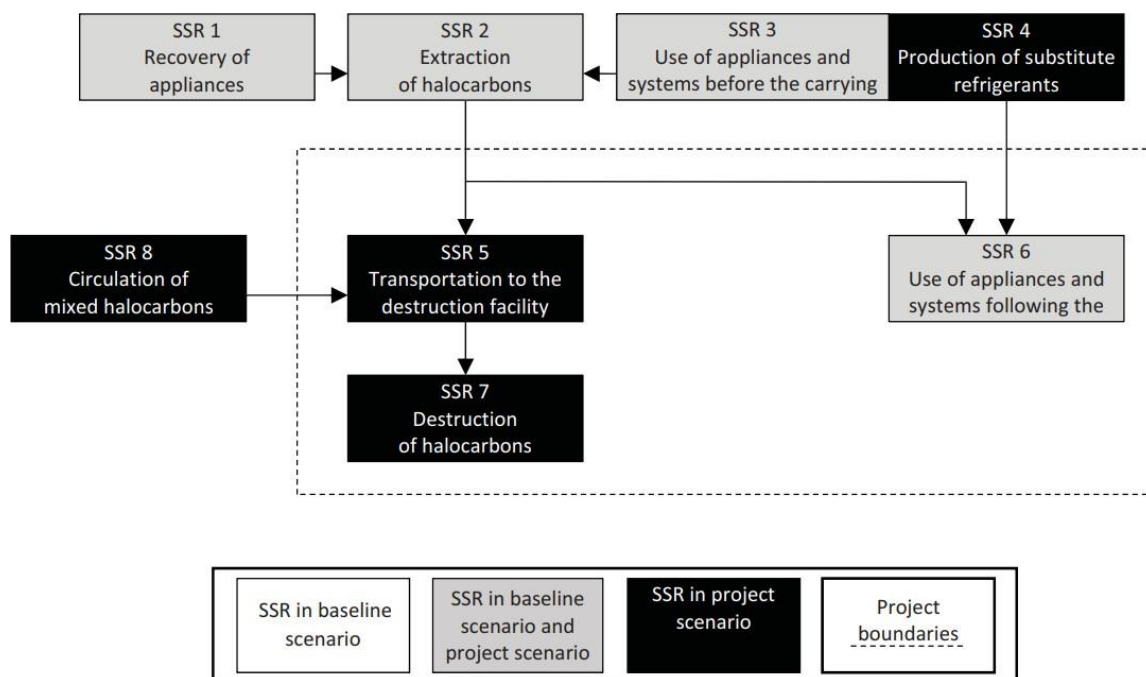 SSR 1
Recovery of
appliances
SSR 2
Extraction
of halocarbons
SSR 3
Use of appliances and
systems before the carrying
SSR 4
Production of substitute
refrigerants
SSR 8
Circulation of
mixed halocarbons
SSR 5
Transportation to the
destruction facility
SSR 6
Use of appliances and
systems following the
SSR 7
Destruction
of halocarbons
SSR in baseline
scenario
SSR in baseline
scenario and
project scenario
SSR in project
scenario
Project
boundaries